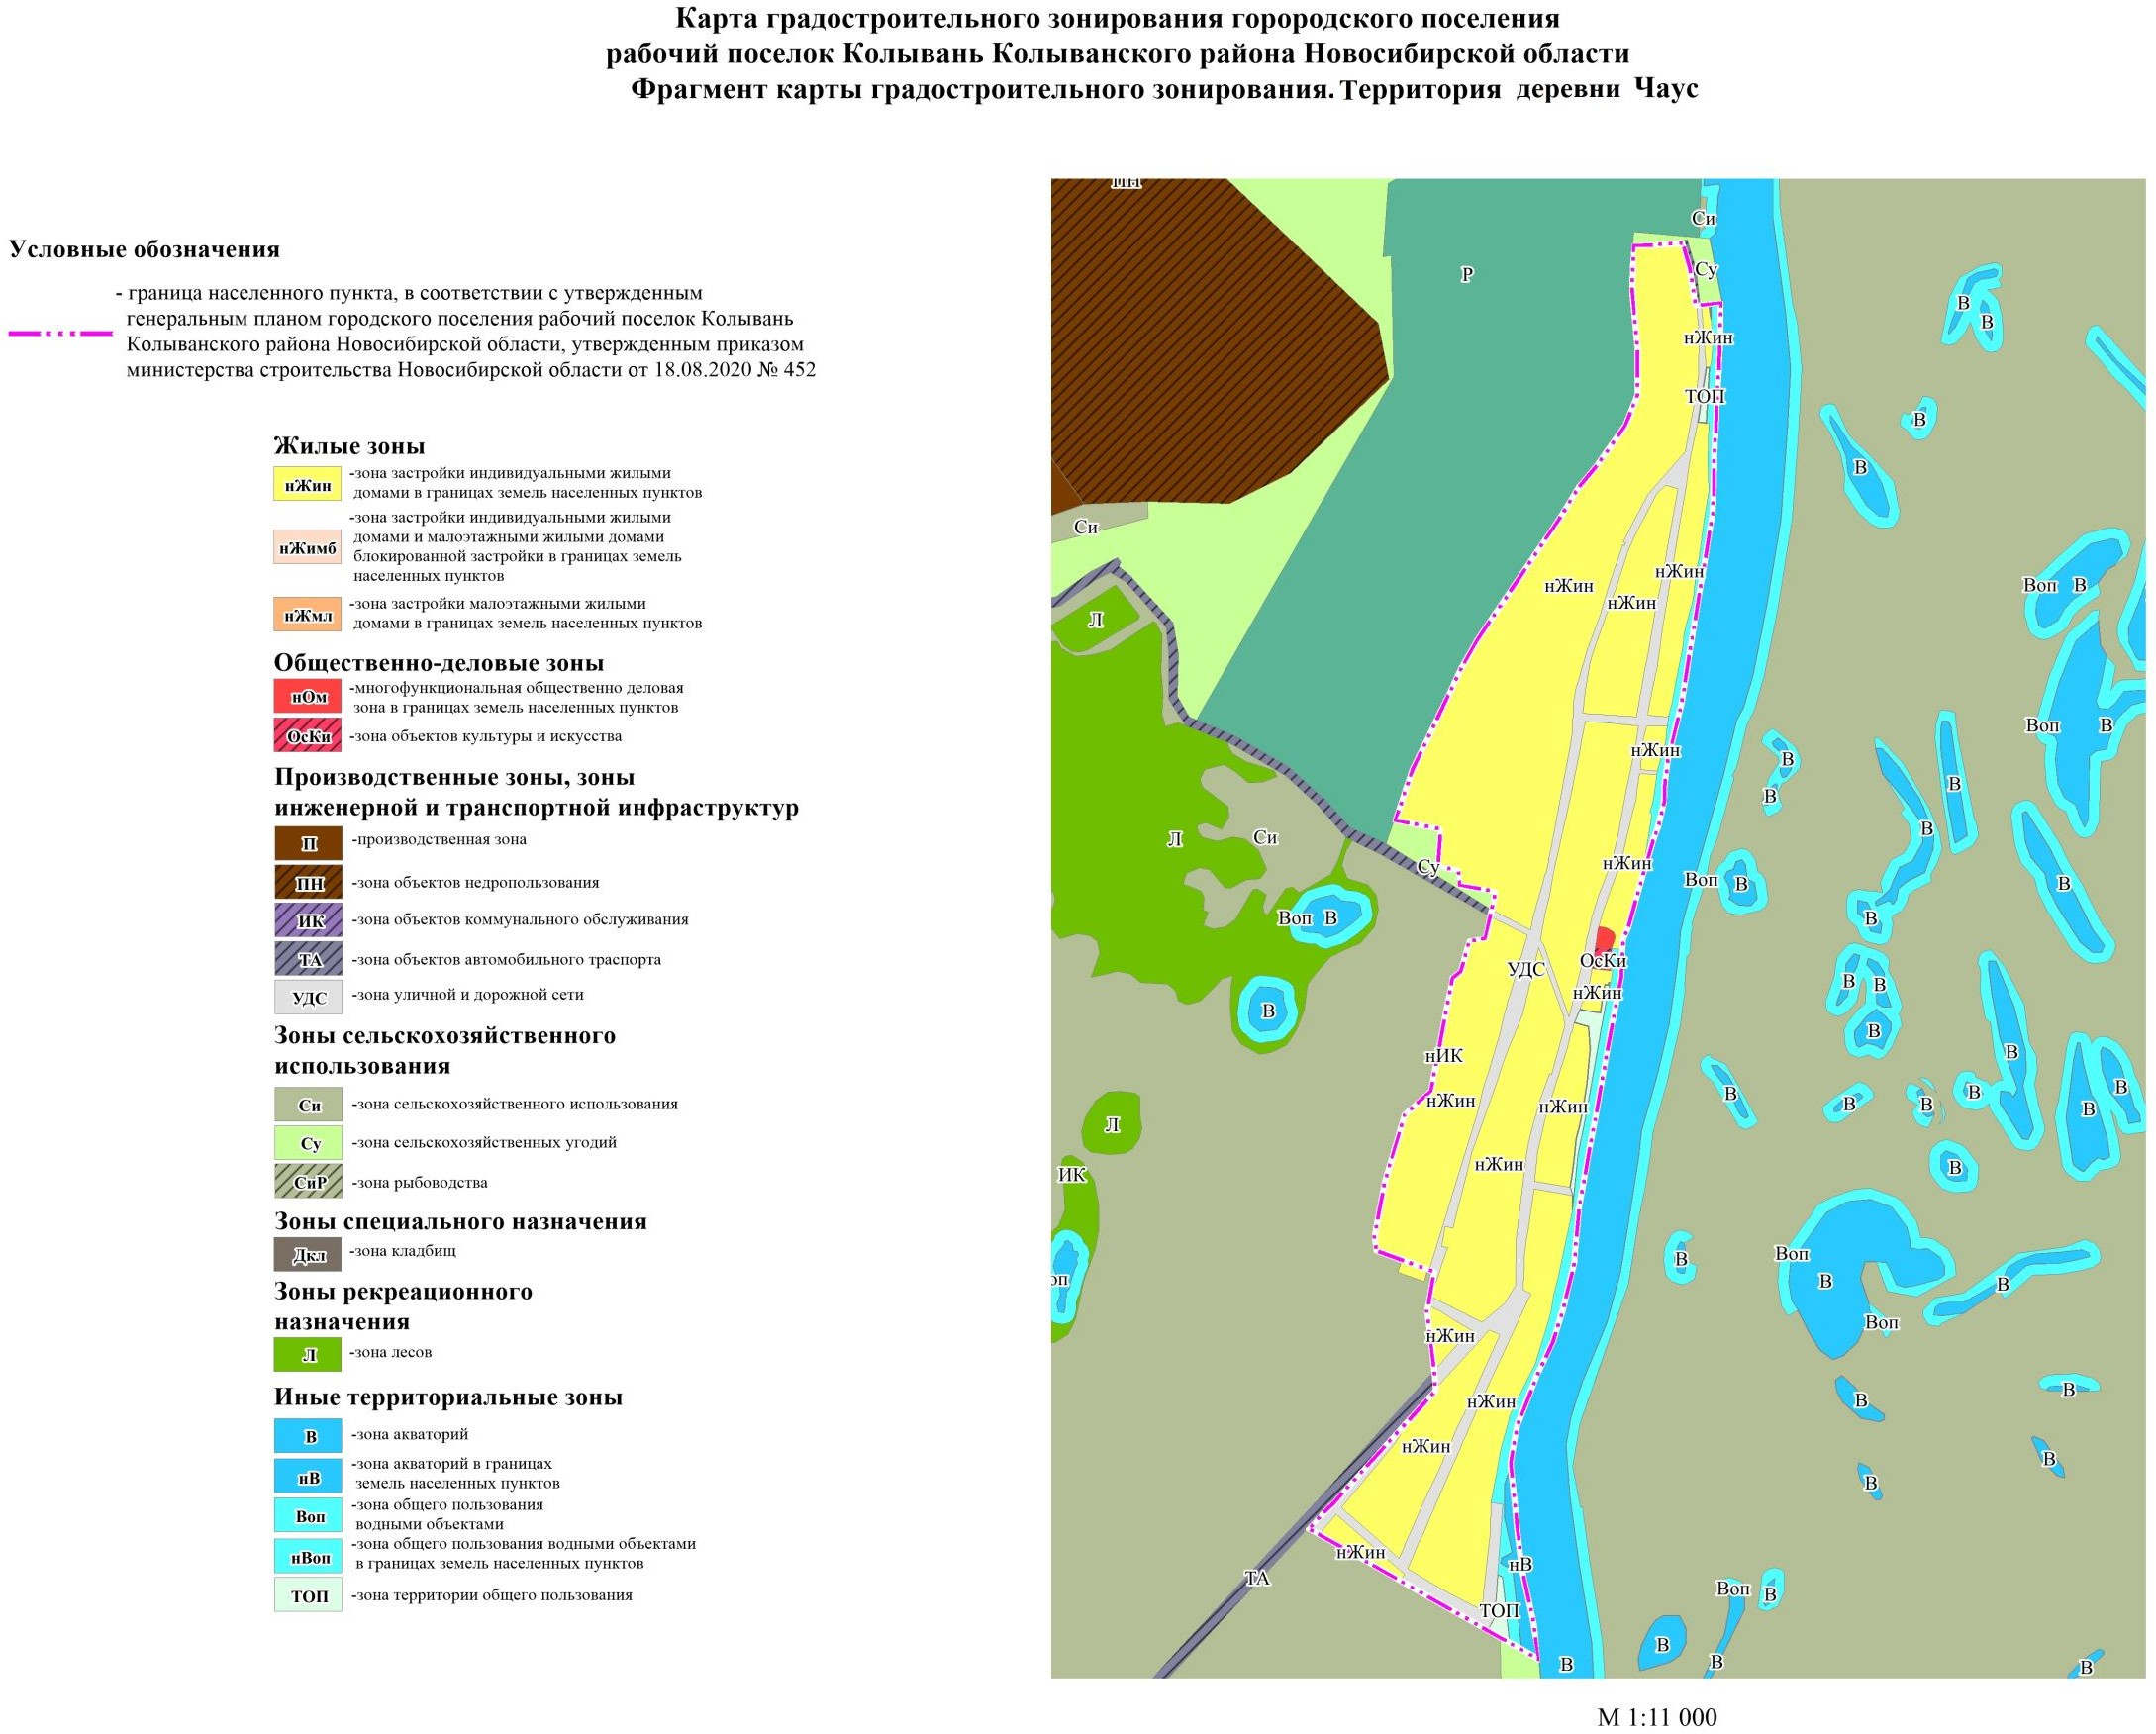 Карта градостроительного зонирования горородского поселения
рабочий поселок Колывань Колыванского района Новосибирской области
Фрагмент карты градостроительного зонирования. Территория деревни Чаус
Условные обозначения
- граница населенного пункта, в соответствии с утвержденным
генеральным планом городского поселения рабочий поселок Колывань
Колыванского района Новосибирской области, утвержденным приказом
министерства строительства Новосибирской области от 18.08.2020 № 452
Жилые зоны
нЖин
-зона застройки индивидуальными жилыми
домами в границах земель населенных пунктов
нЖимб
-зона застройки индивидуальными жилыми
домами и малоэтажными жилыми домами
блокированной застройки в границах земель
населенных пунктов
нЖмл
-зона застройки малоэтажными жилыми
домами в границах земель населенных пунктов
Общественно-деловые зоны
нОм
-многофункциональная общественно деловая
зона в границах земель населенных пунктов
ОсКи
-зона объектов культуры и искусства
Производственные зоны, зоны
инженерной и транспортной инфраструктур
П
-производственная зона
ПН
-зона объектов недропользования
ИК
-зона объектов коммунального обслуживания
ТА
-зона объектов автомобильного траспорта
УДС
-зона уличной и дорожной сети
Зоны сельскохозяйственного
использования
Си
-зона сельскохозяйственного использования
Су
-зона сельскохозяйственных угодий
СиР
-зона рыбоводства
Зоны специального назначения
Дкл
-зона кладбищ
Зоны рекреационного
назначения
Л
-зона лесов
Иные территориальные зоны
В
-зона акваторий
нВ
-зона акваторий в границах
земель населенных пунктов
Воп
-зона общего пользования
водными объектами
нВоп
-зона общего пользования водными объектами
в границах земель населенных пунктов
ТОП
-зона территории общего пользования
ПН
Си
Р
Су
В
В
нЖин
ТОП
В
В
Си
нЖин
нЖин
нЖин
Воп
В
Л
Воп
В
нЖин
В
В
В
В
Л
Си
нЖин
Су
Воп
В
В
Воп
В
В
УДС
ОсКи
нЖин
В
В
В
В
нИК
В
нЖин
нЖин
В
В
В
В
В
В
Л
нЖин
ИК
В
Воп
В
В
оп
В
Воп
нЖин
нЖин
В
В
нЖин
В
В
нЖин
нВ
ТА
Воп
В
ТОП
В
В
В
В
М 1:11 000